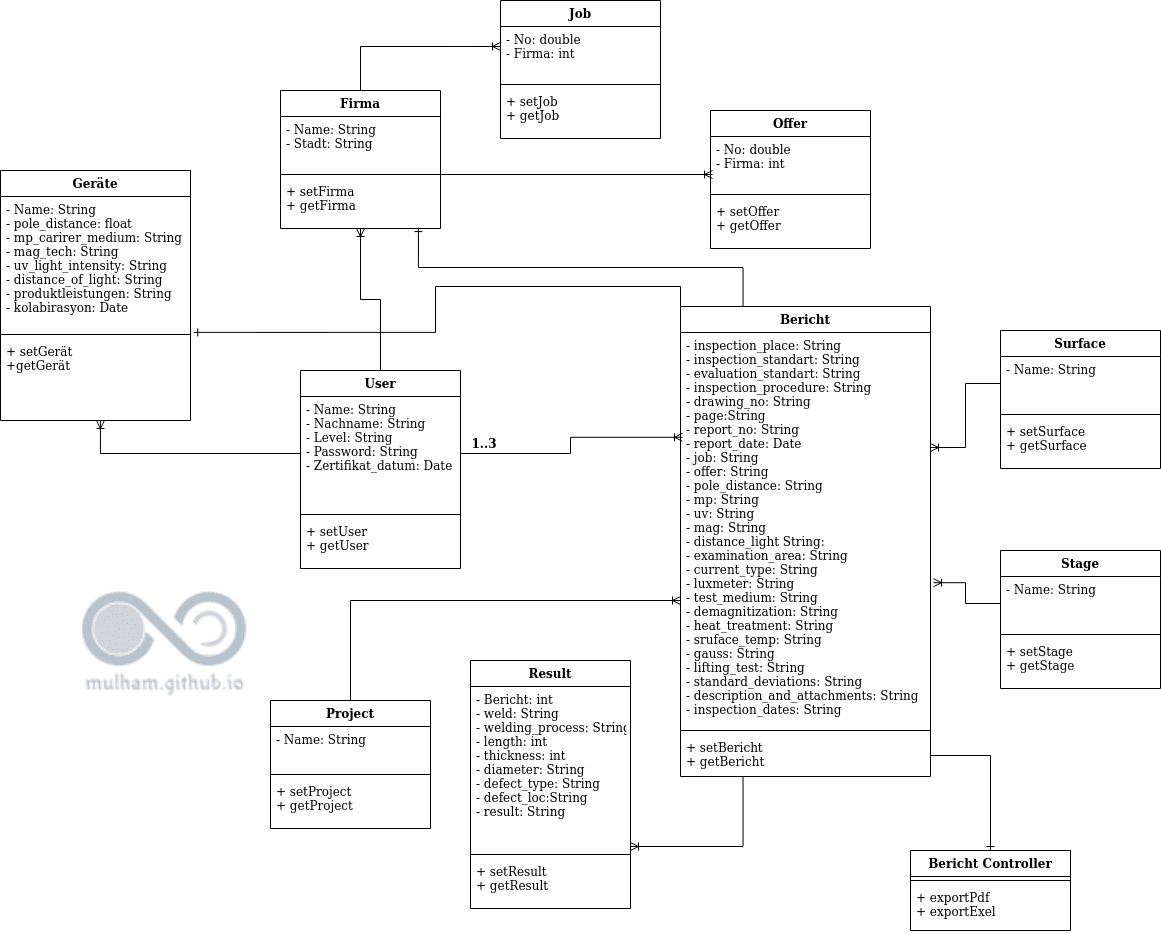 Job
- No: double
- Firma: int
+ setJob
+ getJob
Firma
- Name: String
- Stadt: String
+ setFirma
+ getFirma
Offer
- No: double
- Firma: int
+ setOffer
+ getOffer
Geräte
- Name: String
- pole_distance: float
- mp_carirer_medium: String
- mag_tech: String
- uv_light_intensity: String
- distance_of_light: String
- produktleistungen: String
- kolabirasyon: Date
+ setGerät
+getGerät
User
- Name: String
- Nachname: String
- Level: String
- Password: String
- Zertifikat_datum: Date
+ setUser
+ getUser
1..3
Bericht
- inspection_place: String
- inspection_standart: String
- evaluation_standart: String
- inspection_procedure: String
- drawing_no: String
- page:String
- report_no: String
- report_date: Date
- job: String
- offer: String
- pole_distance: String
- mp: String
- uv: String
- mag: String
- distance_light String:
- examination_area: String
- current_type: String
- luxmeter: String
- test_medium: String
- demagnitization: String
- heat_treatment: String
- sruface_temp: String
- gauss: String
- lifting_test: String
- standard_deviations: String
- description_and_attachments: String
- inspection_dates: String
+ setBericht
+ getBericht
Surface
- Name: String
+ setSurface
+ getSurface
Stage
- Name: String
+ setStage
+ getStage
mulham.github.io
Project
- Name: String
+ setProject
+ getProject
Result
- Bericht: int
- weld: String
- welding_process: String
- length: int
- thickness: int
- diameter: String
- defect_type: String
- defect_loc:String
- result: String
+ setResult
+ getResult
Bericht Controller
+ exportPdf
+ exportExel